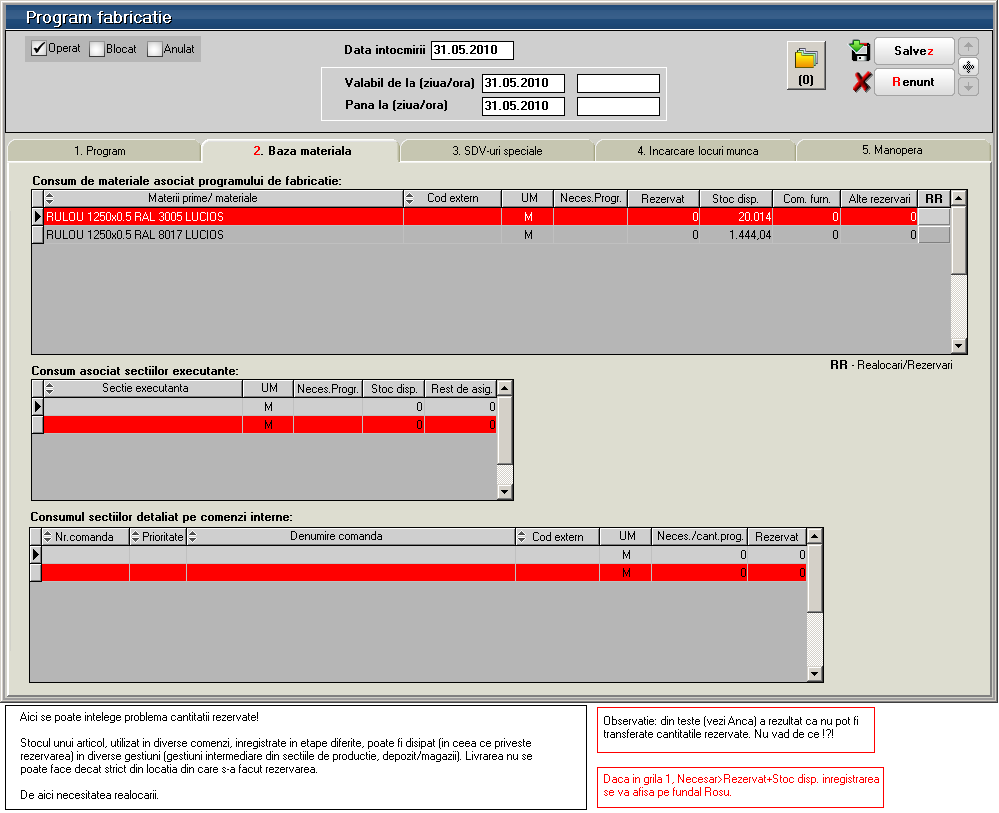 Program fabricatie
Operat Blocat Anulat
Data intocmirii 31.05.2010
Valabil de la (ziua/ora) 31.05.2010
Pana la (ziua/ora) 31.05.2010
(0)
Salvez
Renunt
1. Program 2. Baza materiala 3. SDV-uri speciale 4. Incarcare locuri munca 5. Manopera
Consum de materiale asociat programului de fabricatie:
Materii prime/ materiale Cod extern UM Neces.Progr. Rezervat Stoc disp. Com. furn. Alte rezervari RR
RULOU 1250x0.5 RAL 3005 LUCIOS M 0 20.014 0 0
RULOU 1250x0.5 RAL 8017 LUCIOS M 0 1.444,04 0 0
RR - Realocari/Rezervari
Consum asociat sectiilor executante:
Sectie executanta UM Neces.Progr. Stoc disp. Rest de asig.
M 0 0
M 0 0
Consumul sectiilor detaliat pe comenzi interne:
Nr.comanda Prioritate Denumire comanda Cod extern UM Neces./cant.prog. Rezervat
M 0 0
M 0 0
Aici se poate intelege problema cantitatii rezervate!
Stocul unui articol, utilizat in diverse comenzi, inregistrate in etape diferite, poate fi disipat (in ceea ce priveste
rezervarea) in diverse gestiuni (gestiuni intermediare din sectiile de productie, depozit/magazii). Livrarea nu se
poate face decat strict din locatia din care s-a facut rezervarea.
De aici necesitatea realocarii.
Observatie: din teste (vezi Anca) a rezultat ca nu pot fi
transferate cantitatile rezervate. Nu vad de ce !?!
Daca in grila 1, Necesar>Rezervat+Stoc disp. inregistrarea
se va afisa pe fundal Rosu.